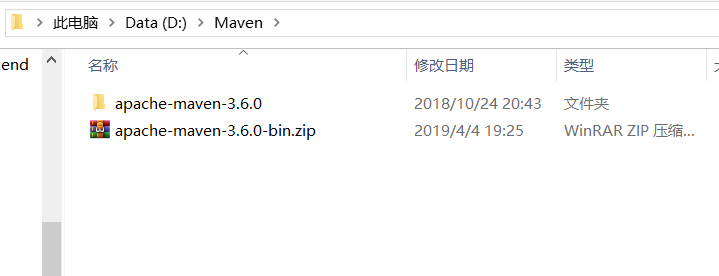 此电脑 > Data (D:) > Maven >
end
名称 修改日期 类型
apache-maven-3.6.0 2018/10/24 20:43 文件夹
apache-maven-3.6.0-bin.zip 2019/4/4 19:25 WinRAR ZIP 压缩...